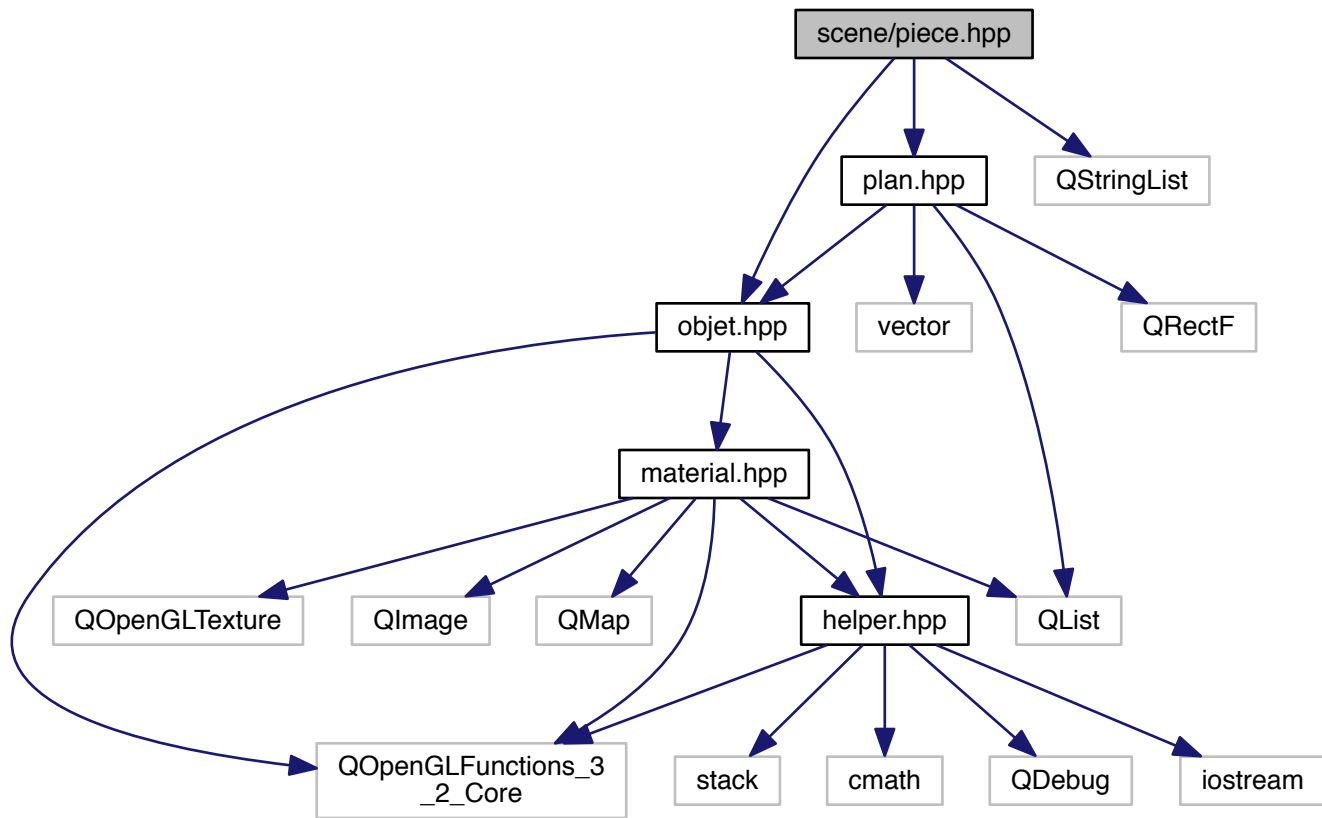 scene/piece.hpp
plan.hpp
QStringList
objet.hpp
vector
QRectF
material.hpp
QOpenGLTexture
QImage
QMap
helper.hpp
QList
QOpenGLFunctions_3
_2_Core
stack
cmath
QDebug
iostream